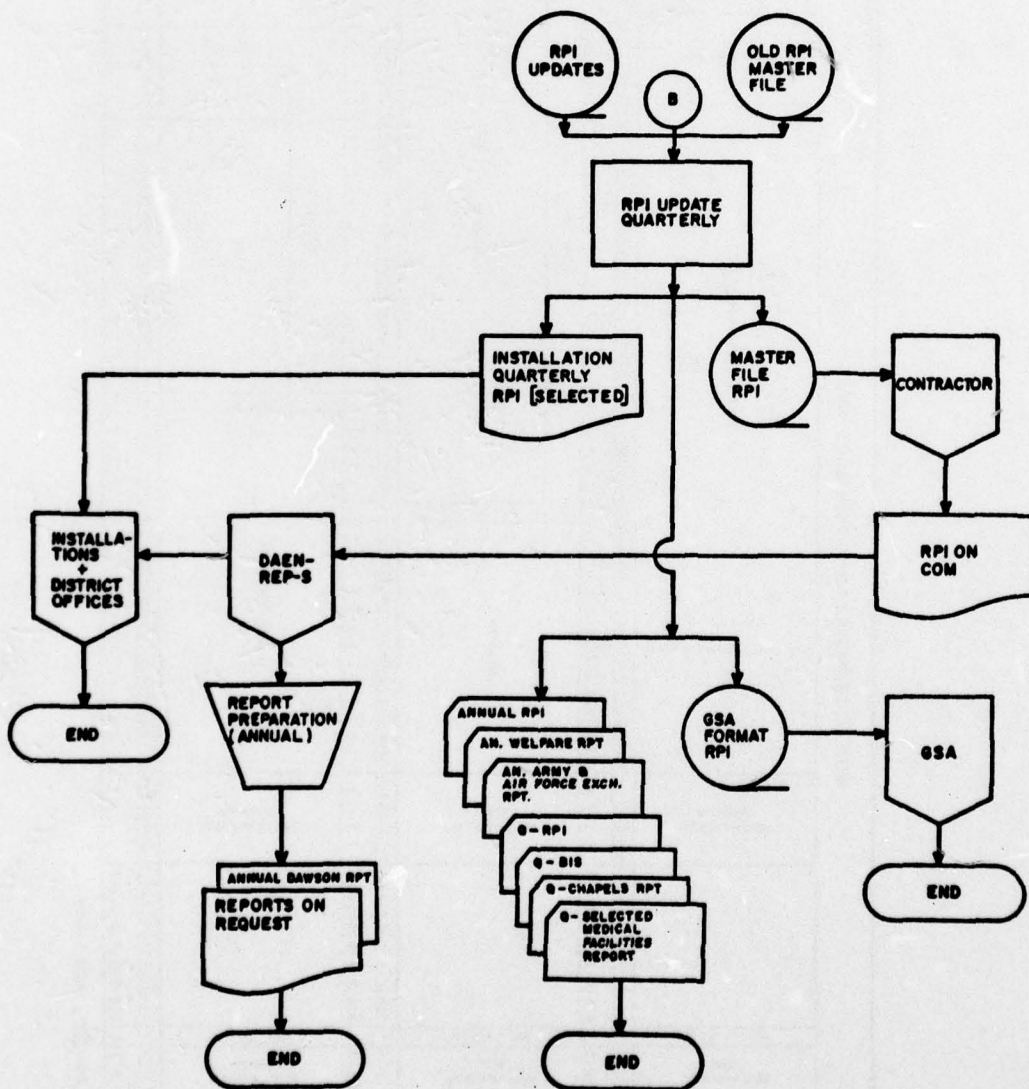 RPI
UPDATES
B
OLD RPI
MASTER
FILE
RPI UPDATE
QUARTERLY
INSTALLATION
QUARTERLY
RPI [SELECTED]
MASTER
FILE
RPI
CONTRACTOR
INSTALLA-
TIONS
+
DISTRICT
OFFICES
DAEN-
REP-S
RPI ON
COM
END
REPORT
PREPARATION
(ANNUAL)
ANNUAL RPI
AN. WELFARE RPT
AN. ARMY &
AIR FORCE EXCH.
RPT.
Q-RPI
Q-BIS
Q-CHAPELS RPT
Q-SELECTED
MEDICAL
FACILITIES
REPORT
GSA
FORMAT
RPI
GSA
ANNUAL DAWSON RPT
REPORTS ON
REQUEST
END
END
END